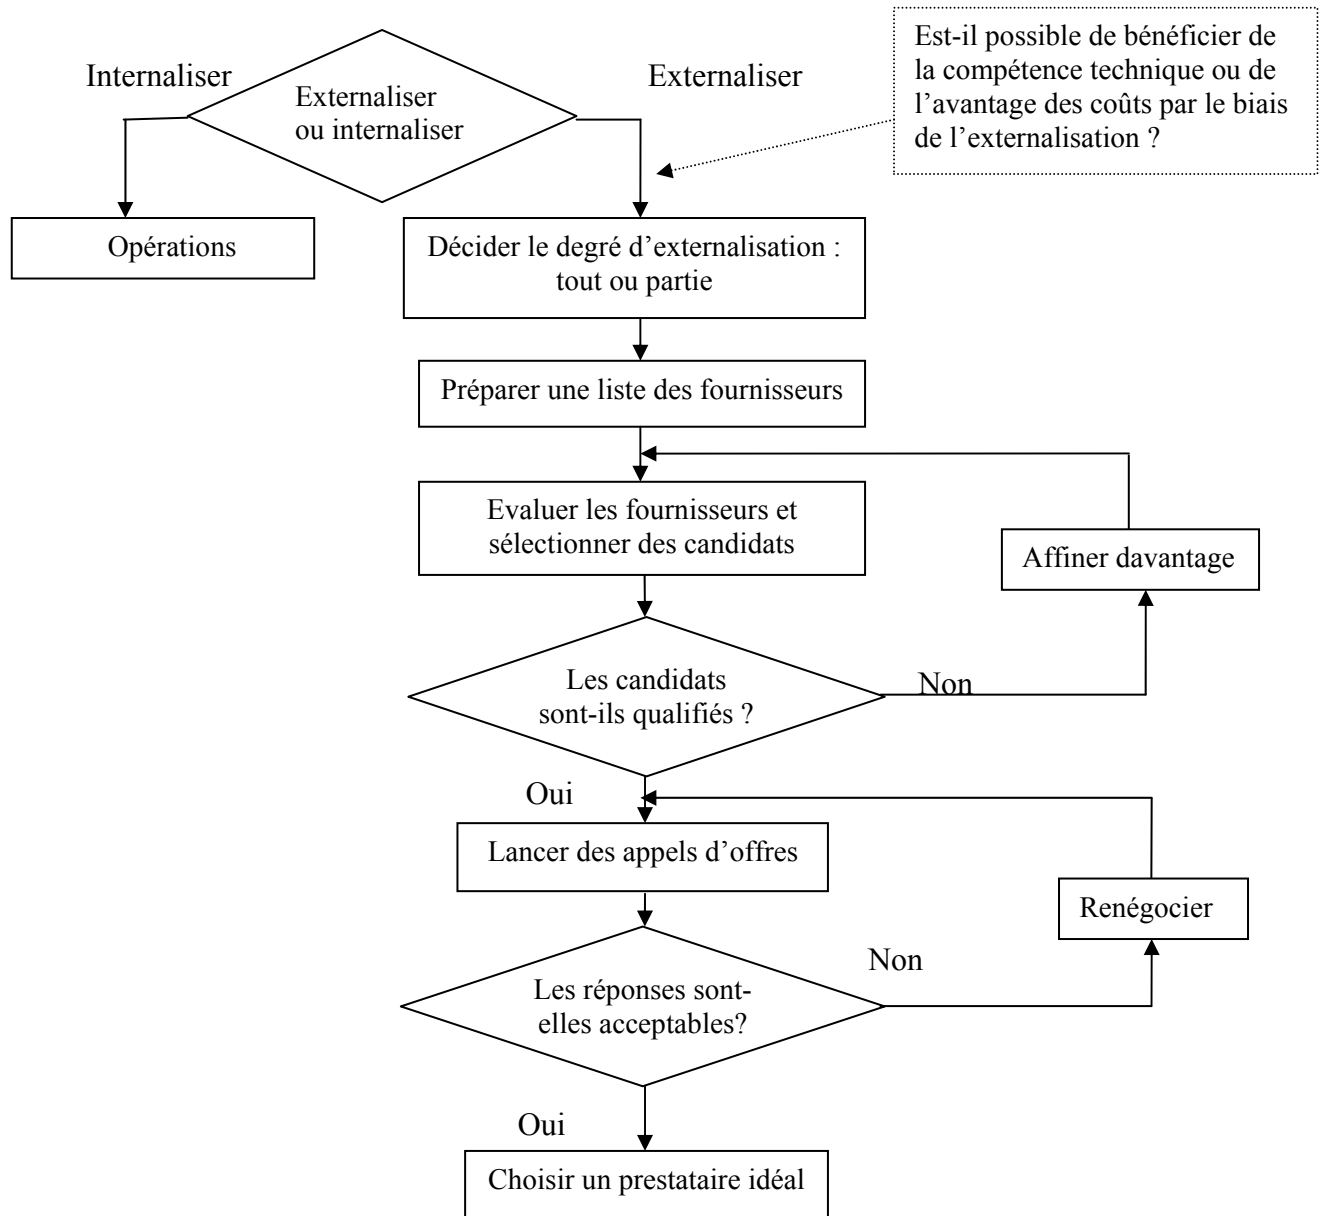 Est-il possible de bénéficier de
la compétence technique ou de
l’avantage des coûts par le biais
de l’externalisation ?
Internaliser
Externaliser
Externaliser
ou internaliser
Opérations
Décider le degré d’externalisation :
tout ou partie
Préparer une liste des fournisseurs
Evaluer les fournisseurs et
sélectionner des candidats
Affiner davantage
Les candidats
sont-ils qualifiés ?
Non
Oui
Lancer des appels d’offres
Renégocier
Non
Les réponses sont-
elles acceptables?
Oui
Choisir un prestataire idéal